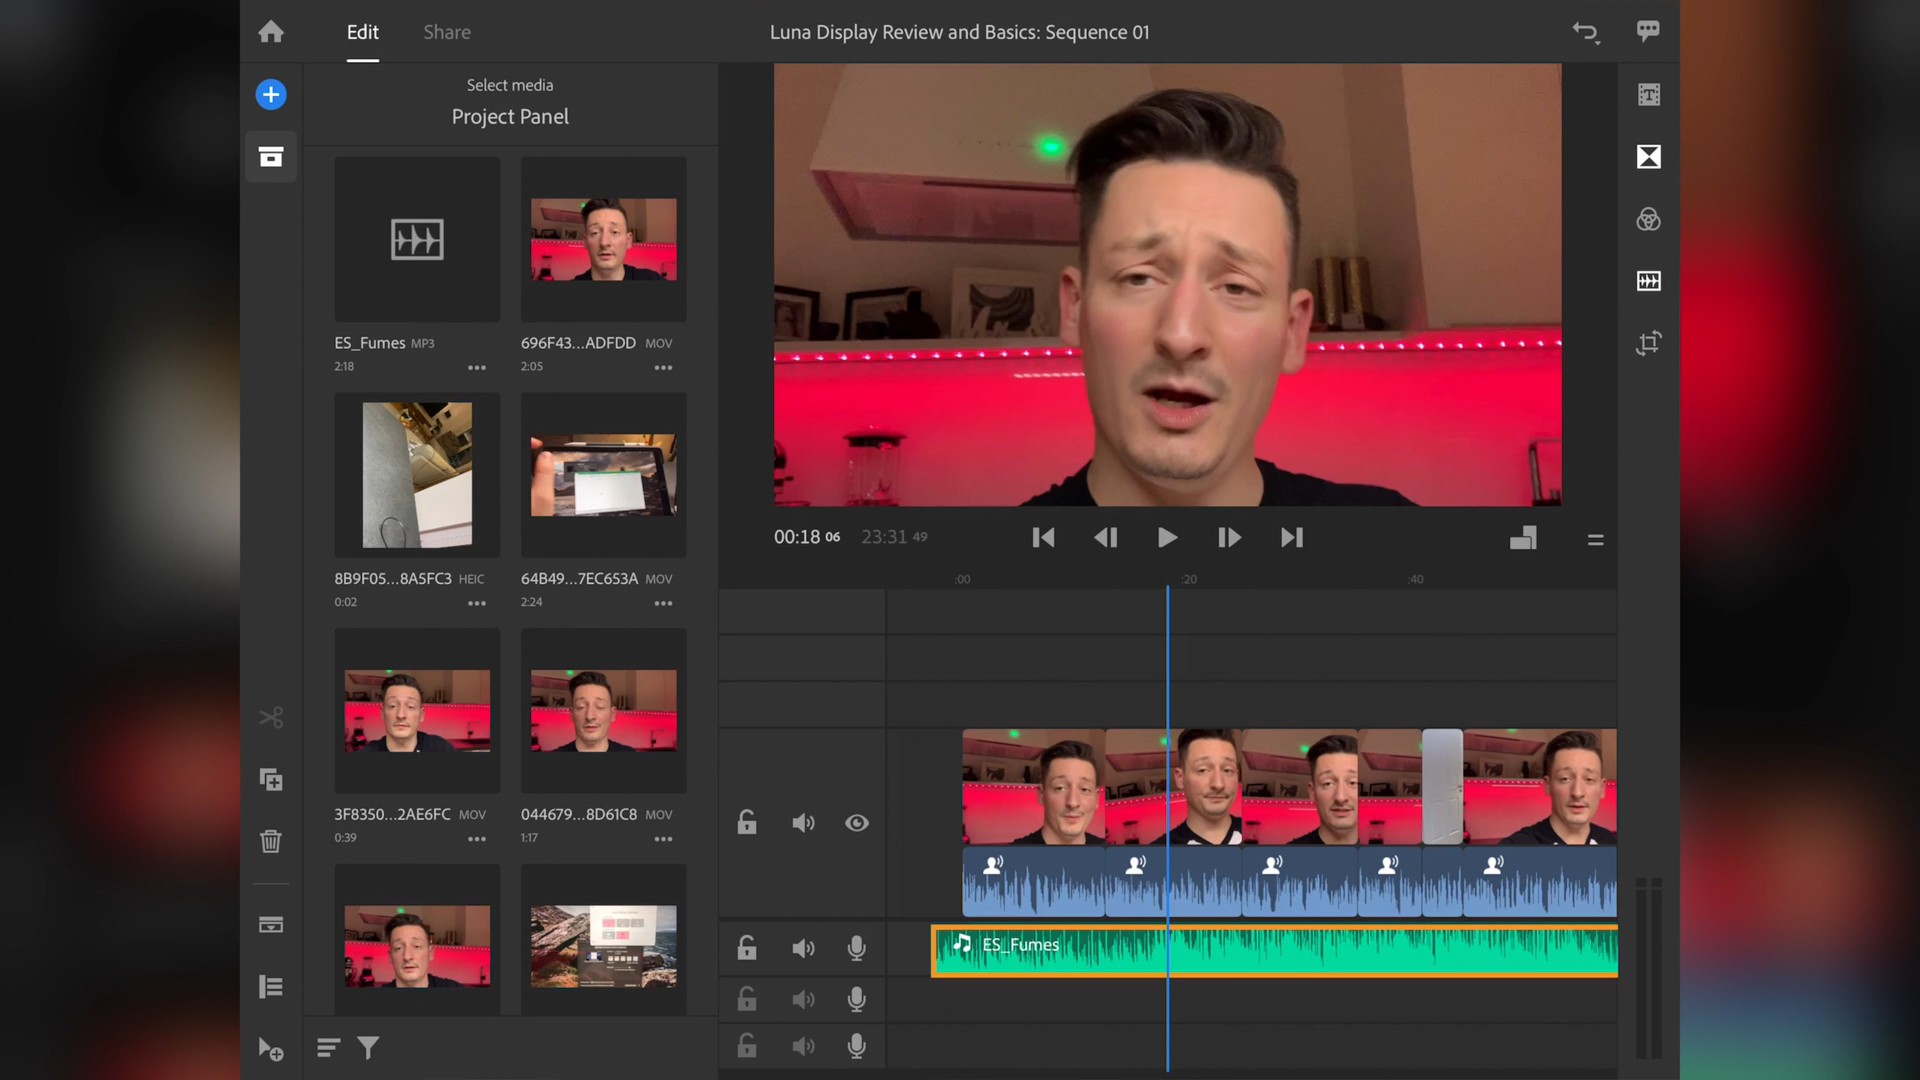 Edit
Share
Luna Display Review and Basics: Sequence 01
Select media
Project Panel
ES_Fumes MP3
2:18
696F43...ADFDD MOV
2:05
8B9F05...8A5FC3 HEIC
0:02
64B49...7EC653A MOV
2:24
3F8350...2AE6FC MOV
0:39
044679...8D61C8 MOV
1:17
00:18 06
23:31 49
:00
:20
:40
ES_Fumes